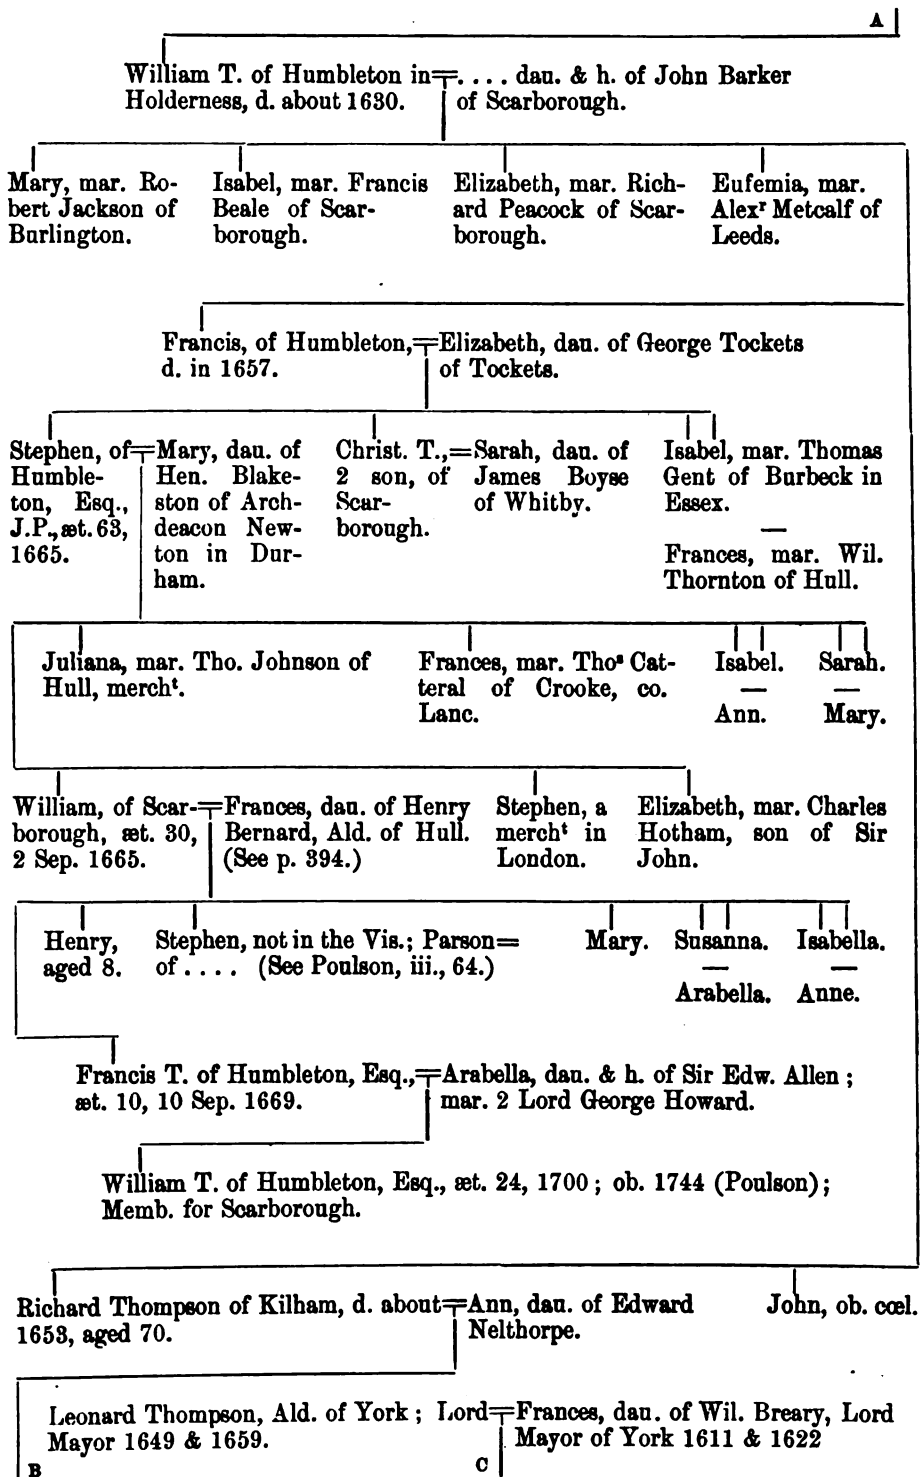 A
William T. of Humbleton in=.... dau. & h. of John Barker
Holderness, d. about 1630. of Scarborough.
Mary, mar. Ro-
bert Jackson of
Burlington.
Isabel, mar. Francis
Beale of Scar-
borough.
Elizabeth, mar. Rich-
ard Peacock of Scar-
borough.
Eufemia, mar.
Alexʳ Metcalf of
Leeds.
Francis, of Humbleton,=Elizabeth, dau. of George Tockets
d. in 1657. of Tockets.
Stephen, of=
Humble-
ton, Esq.,
J.P., æt. 63,
1665.
Mary, dau. of
Hen. Blake-
ston of Arch-
deacon New-
ton in Dur-
ham.
Christ. T.,=
2 son, of
Scar-
borough.
Sarah, dau. of
James Boyse
of Whitby.
Isabel, mar. Thomas
Gent of Burbeck in
Essex.
—
Frances, mar. Wil.
Thornton of Hull.
Juliana, mar. Tho. Johnson of
Hull, merchᵗ.
Frances, mar. Thoˢ Cat-
teral of Crooke, co.
Lanc.
Isabel.
—
Ann.
Sarah.
—
Mary.
William, of Scar-=
borough, æt. 30,
2 Sep. 1665.
Frances, dau. of Henry
Bernard, Ald. of Hull.
(See p. 394.)
Stephen, a
merchᵗ in
London.
Elizabeth, mar. Charles
Hotham, son of Sir
John.
Henry,
aged 8.
Stephen, not in the Vis.; Parson=
of .... (See Poulson, iii., 64.)
Mary.
Susanna.
—
Arabella.
Isabella.
—
Anne.
Francis T. of Humbleton, Esq.,=Arabella, dau. & h. of Sir Edw. Allen;
æt. 10, 10 Sep. 1669. mar. 2 Lord George Howard.
William T. of Humbleton, Esq., æt. 24, 1700; ob. 1744 (Poulson);
Memb. for Scarborough.
Richard Thompson of Kilham, d. about=Ann, dau. of Edward
1653, aged 70. Nelthorpe.
John, ob. cœl.
Leonard Thompson, Ald. of York; Lord=Frances, dau. of Wil. Breary, Lord
Mayor 1649 & 1659. Mayor of York 1611 & 1622
B C